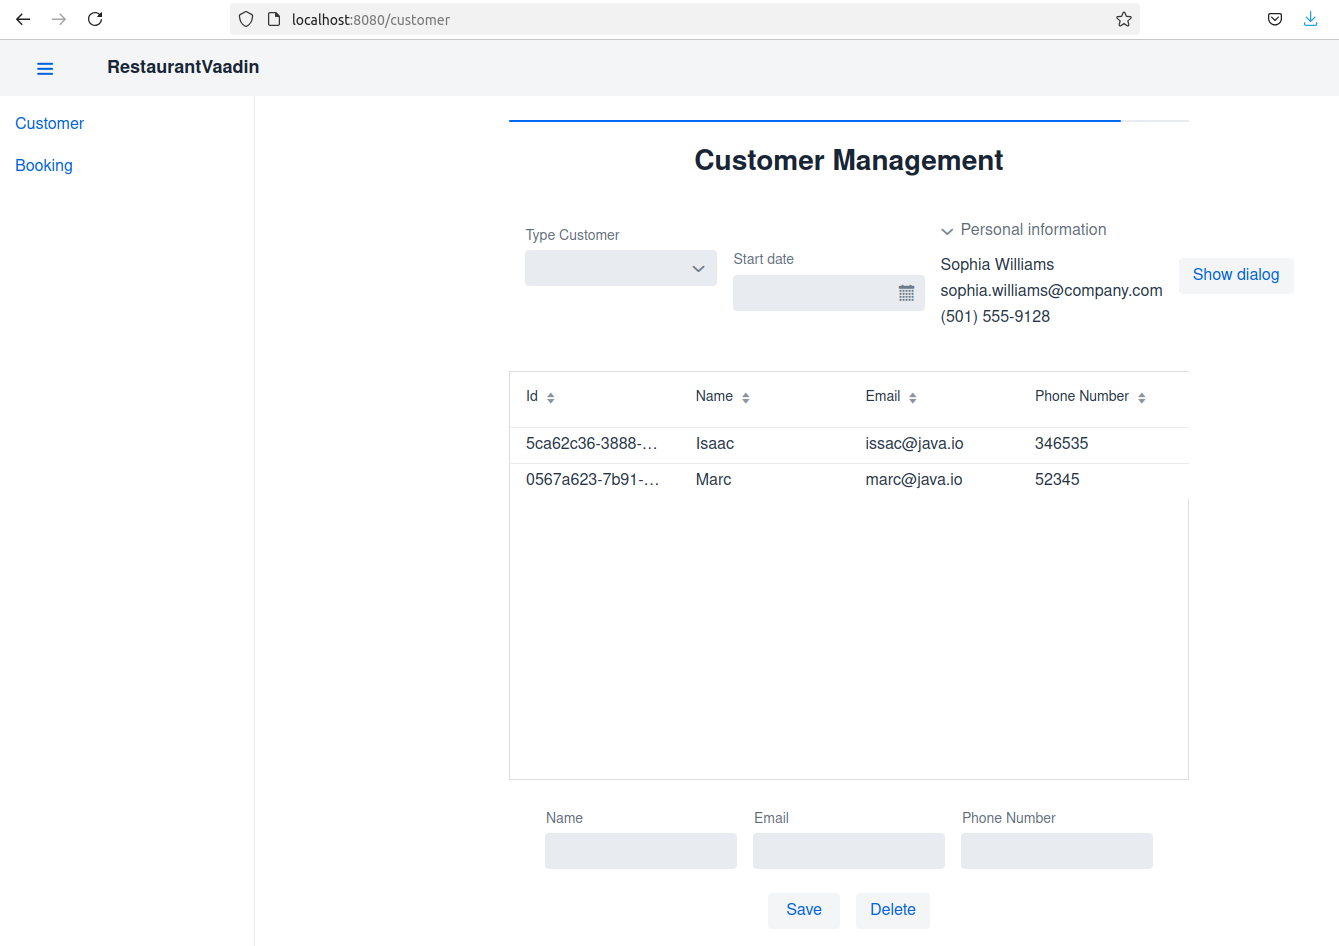 localhost:8080/customer
RestaurantVaadin
Customer
Booking
Customer Management
Type Customer
Start date
Personal information
Sophia Williams
sophia.williams@company.com
(501) 555-9128
Show dialog
Id Name Email Phone Number
5ca62c36-3888-... Isaac issac@java.io 346535
0567a623-7b91-... Marc marc@java.io 52345
Name Email Phone Number
Save Delete